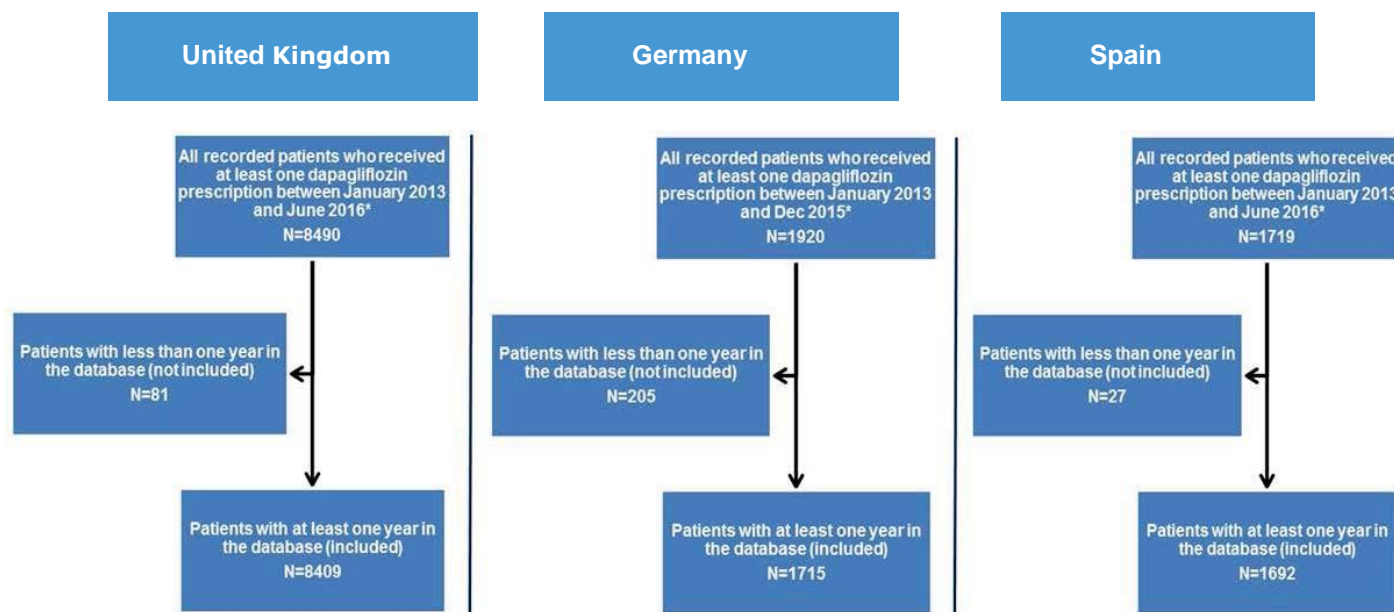 United Kingdom
All recorded patients who received
at least one dapagliflozin
prescription between January 2013
and June 2016*
N=8490
Patients with less than one year in
the database (not included)
N=81
Patients with at least one year in
the database (included)
N=8409
Germany
All recorded patients who received
at least one dapagliflozin
prescription between January 2013
and Dec 2015*
N=1920
Patients with less than one year in
the database (not included)
N=205
Patients with at least one year in
the database (included)
N=1715
Spain
All recorded patients who received
at least one dapagliflozin
prescription between January 2013
and June 2016*
N=1719
Patients with less than one year in
the database (not included)
N=27
Patients with at least one year in
the database (included)
N=1692